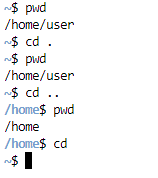 ~$ pwd
/home/user
~$ cd .
~$ pwd
/home/user
~$ cd ..
/home$ pwd
/home
/home$ cd
~$